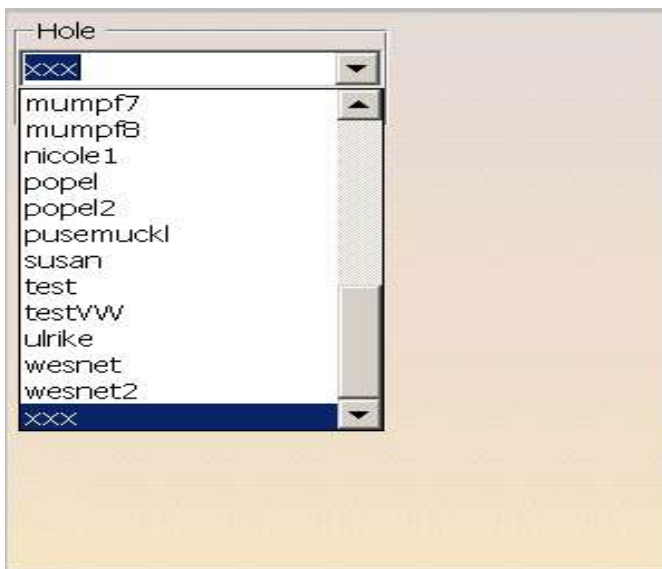 Hole
xxx
mumpf7
mumpf8
nicole1
popel
popel2
pusemuckl
susan
test
testVW
ulrike
wesnet
wesnet2
xxx